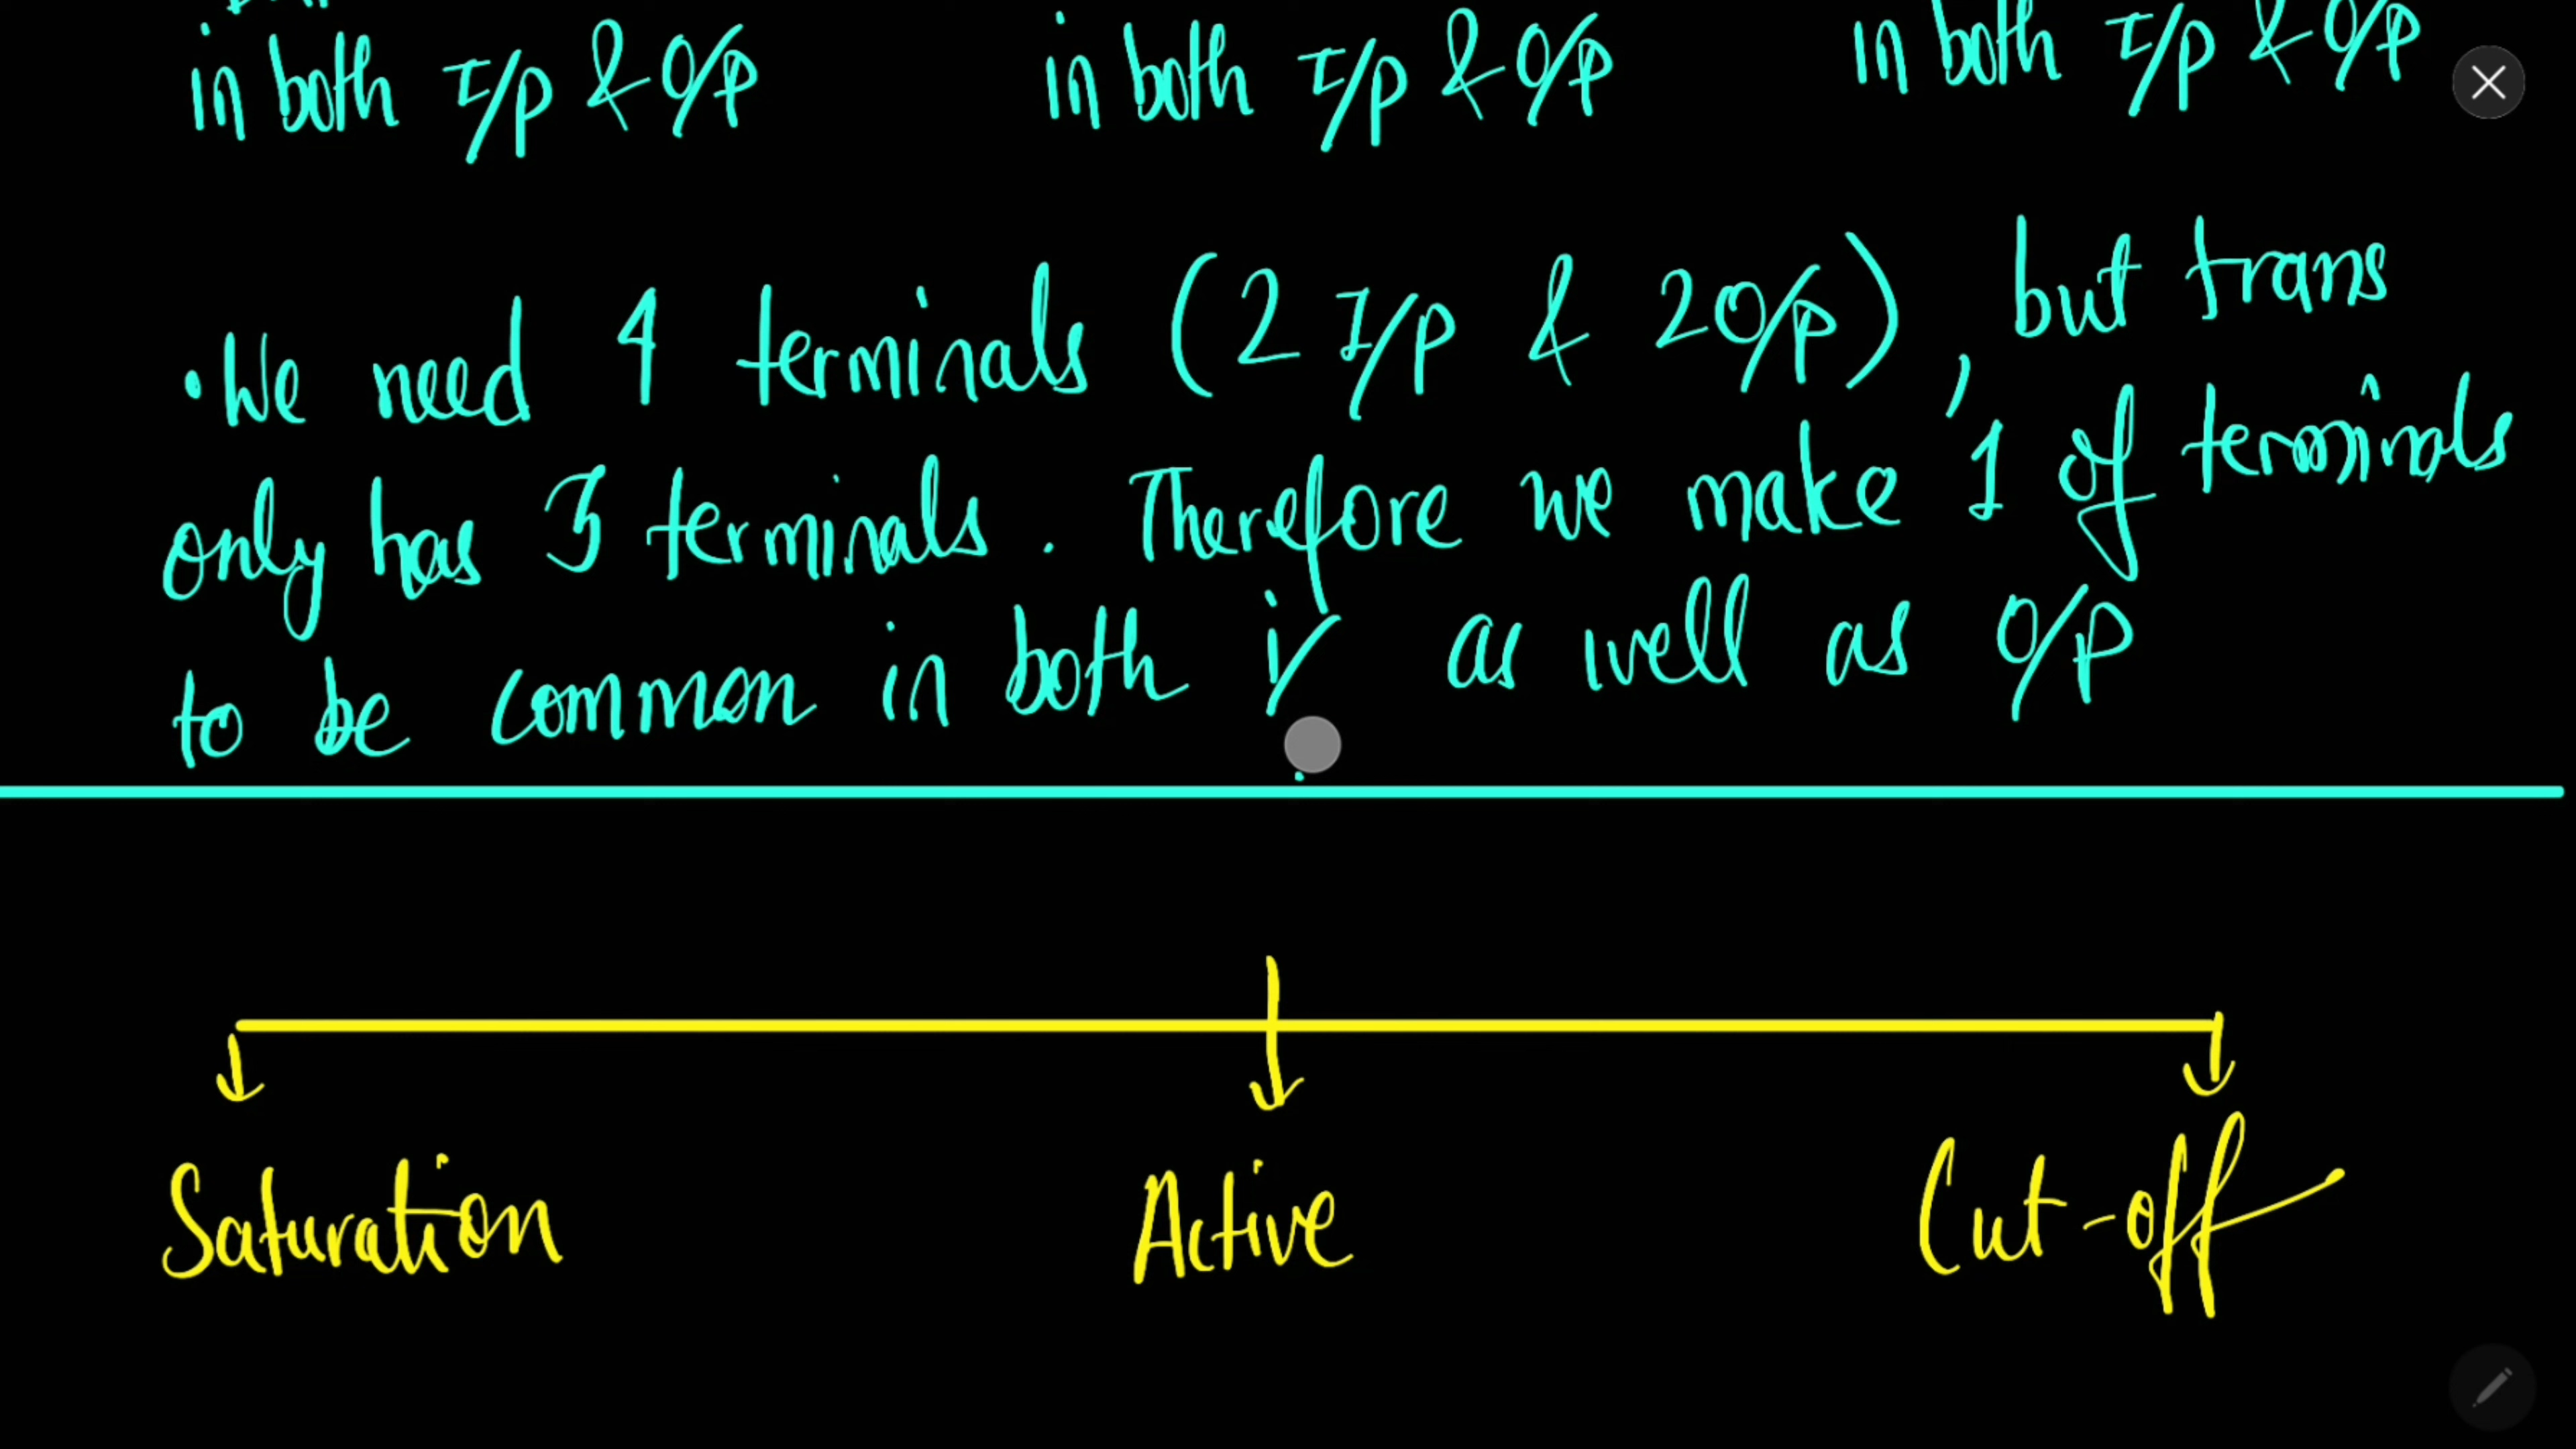 in both I/p & O/p in both I/p & O/p in both I/p & O/p
• We need 4 terminals (2 I/p & 2 O/p), but trans
only has 3 terminals. Therefore we make 1 of terminals
to be common in both i/ as well as O/p
Saturation Active Cut-off